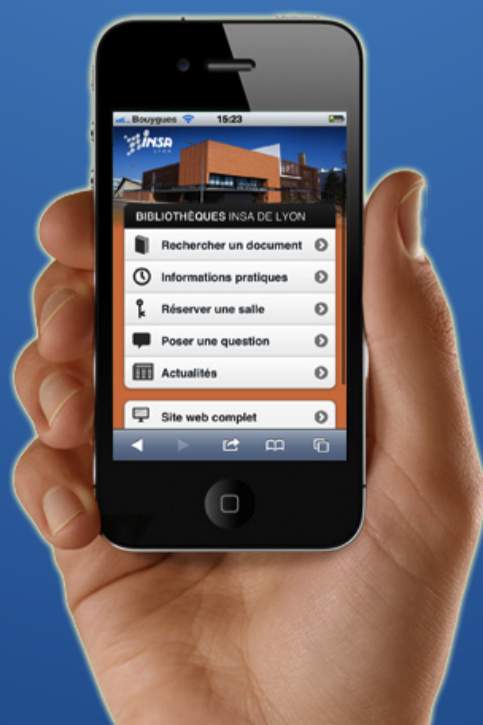 Bouygues 15:23
INSA
LYON
BIBLIOTHÈQUES INSA DE LYON
Rechercher un document
Informations pratiques
Réserver une salle
Poser une question
Actualités
Site web complet